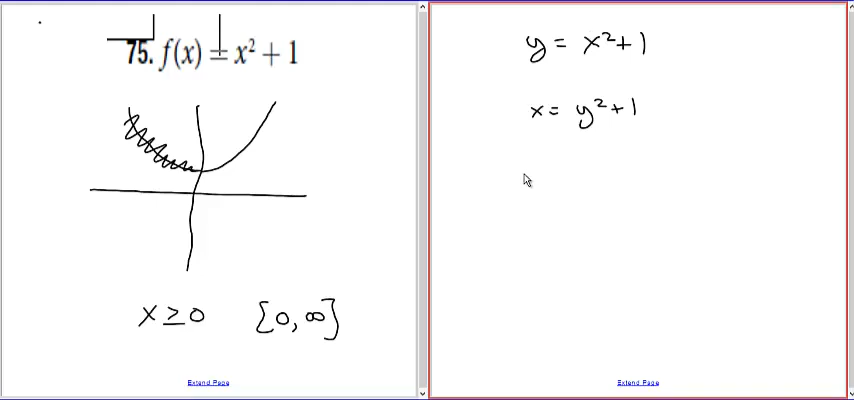 75. f(x) = x² + 1
x ≥ 0 [0, ∞]
Extend Page
y = x² + 1
x = y² + 1
Extend Page